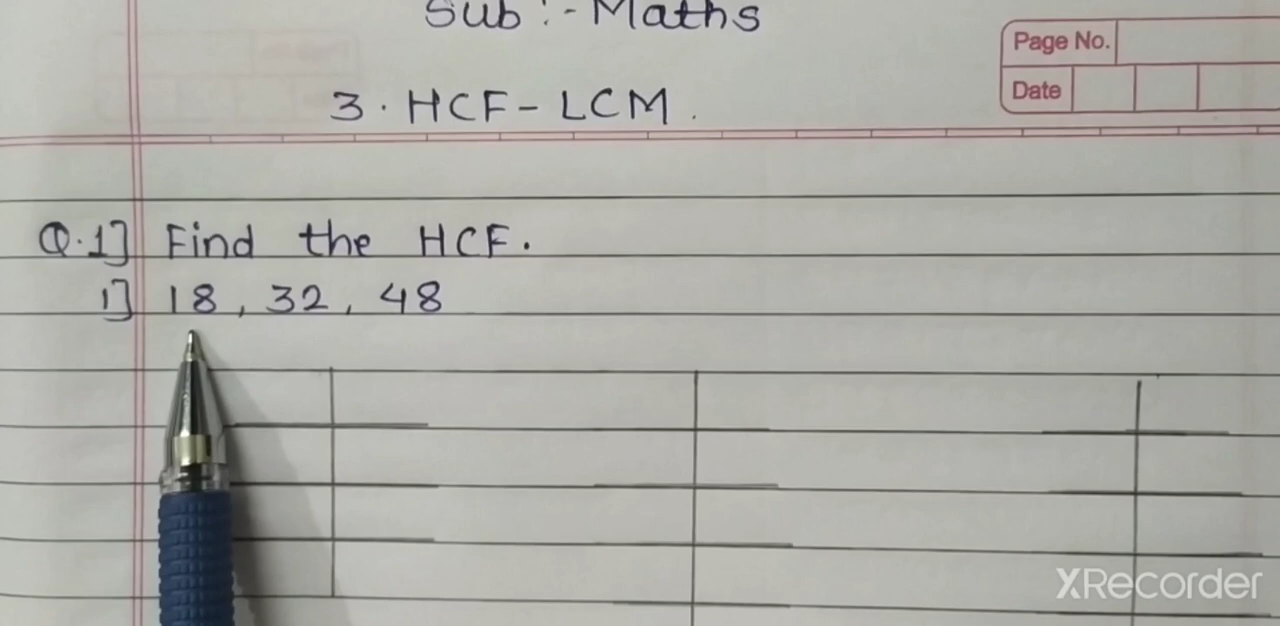 Sub :- Maths
Page No.
Date
3. HCF - LCM.
Q.1] Find the HCF.
1] 18, 32, 48
XRecorder